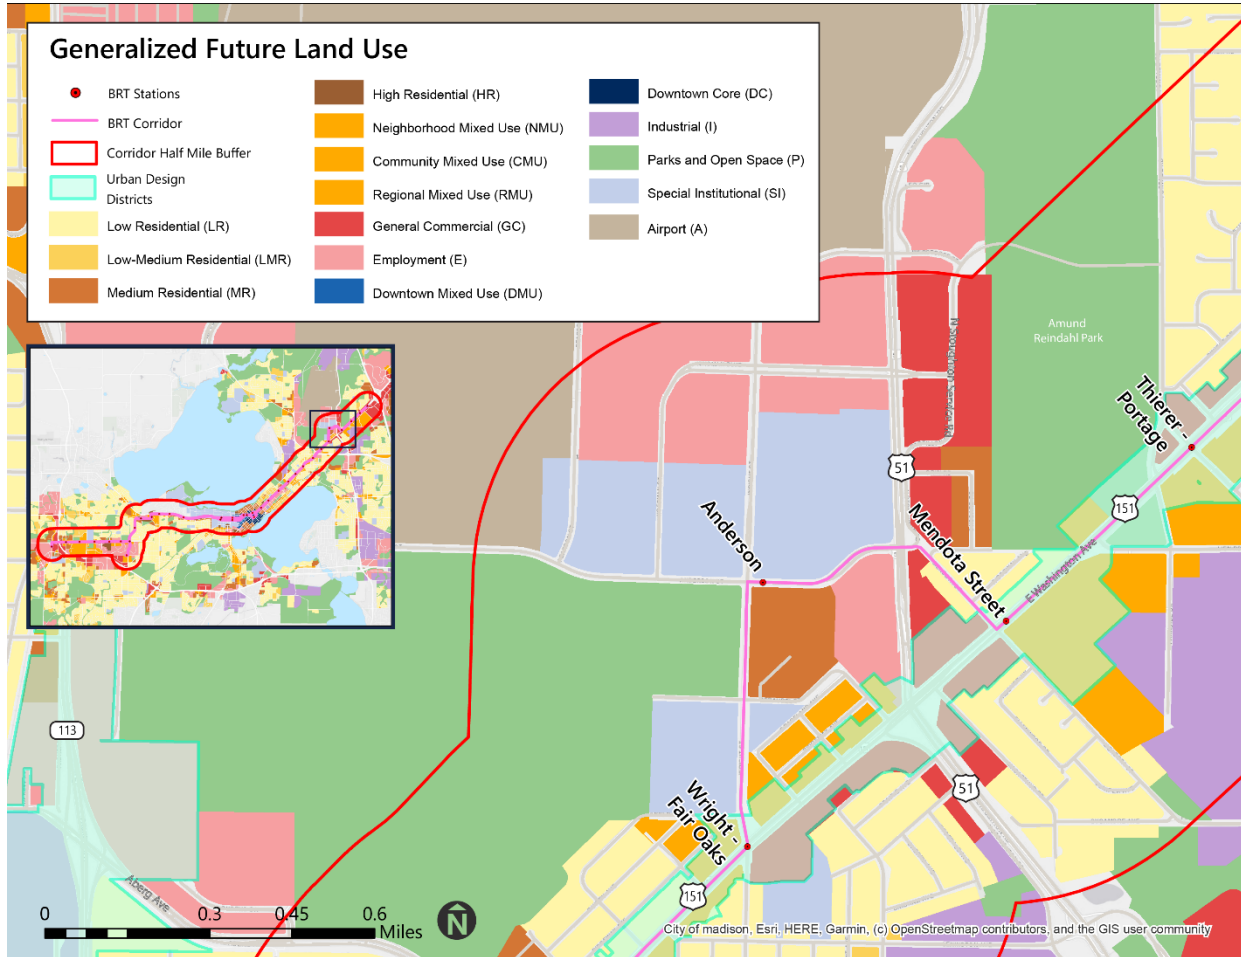 Generalized Future Land Use
BRT Stations
BRT Corridor
Corridor Half Mile Buffer
Urban Design
Districts
Low Residential (LR)
Low-Medium Residential (LMR)
Medium Residential (MR)
High Residential (HR)
Neighborhood Mixed Use (NMU)
Community Mixed Use (CMU)
Regional Mixed Use (RMU)
General Commercial (GC)
Employment (E)
Downtown Mixed Use (DMU)
Downtown Core (DC)
Industrial (I)
Parks and Open Space (P)
Special Institutional (SI)
Airport (A)
Amund
Reindahl Park
Thierer -
Portage
51
151
Anderson
Mendota Street
E Washington Ave
113
51
Wright -
Fair Oaks
151
Aberg Ave
0 0.3 0.45 0.6
Miles
N
City of madison, Esri, HERE, Garmin, (c) OpenStreetmap contributors, and the GIS user community